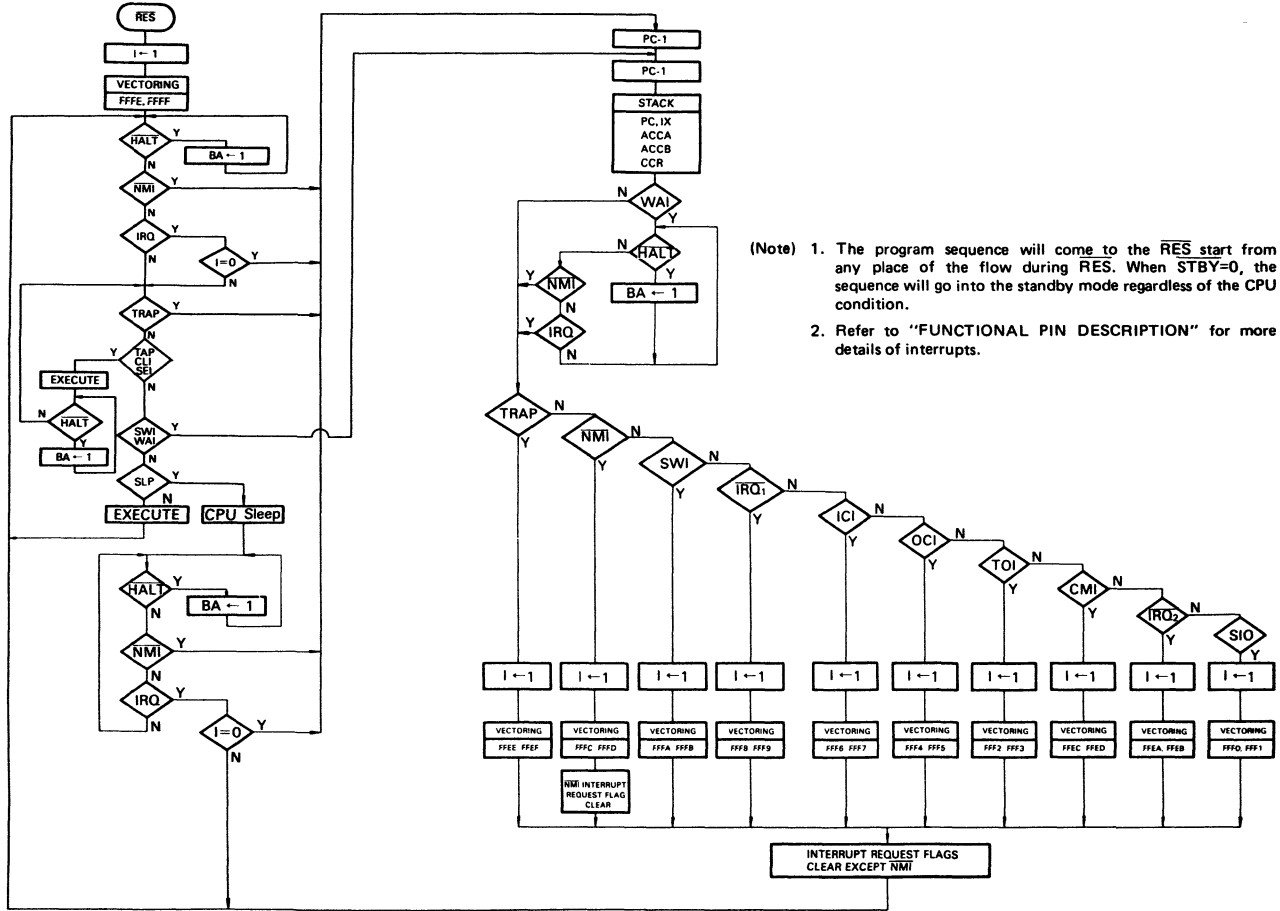 RES
I ← 1
VECTORING
FFFE, FFFF
HALT
Y
BA ← 1
N
NMI
Y
N
IRQ
Y
N
I=0
Y
N
TRAP
Y
N
TAP
CLI
SEI
Y
N
EXECUTE
HALT
N
Y
BA ← 1
SWI
WAI
Y
N
SLP
Y
N
EXECUTE
CPU Sleep
HALT
Y
N
BA ← 1
NMI
Y
N
IRQ
Y
N
I=0
Y
N
PC-1
PC-1
STACK
PC, IX
ACCA
ACCB
CCR
WAI
N
Y
HALT
N
Y
BA ← 1
NMI
Y
N
IRQ
Y
N
(Note) 1. The program sequence will come to the RES start from
any place of the flow during RES. When STBY=0, the
sequence will go into the standby mode regardless of the CPU
condition.
2. Refer to "FUNCTIONAL PIN DESCRIPTION" for more
details of interrupts.
TRAP
N
Y
NMI
N
Y
SWI
N
Y
IRQ1
N
Y
ICI
N
Y
OCI
N
Y
TOI
N
Y
CMI
N
Y
IRQ2
N
Y
SIO
Y
I ← 1 I ← 1 I ← 1 I ← 1 I ← 1 I ← 1 I ← 1 I ← 1 I ← 1 I ← 1
VECTORING VECTORING VECTORING VECTORING VECTORING VECTORING VECTORING VECTORING VECTORING VECTORING
FFEE FFEF FFFC FFFD FFFA FFFB FFF8 FFF9 FFF6 FFF7 FFF4 FFF5 FFF2 FFF3 FFEC FFED FFEA, FFEB FFF0, FFF1
NMI INTERRUPT
REQUEST FLAG
CLEAR
INTERRUPT REQUEST FLAGS
CLEAR EXCEPT NMI